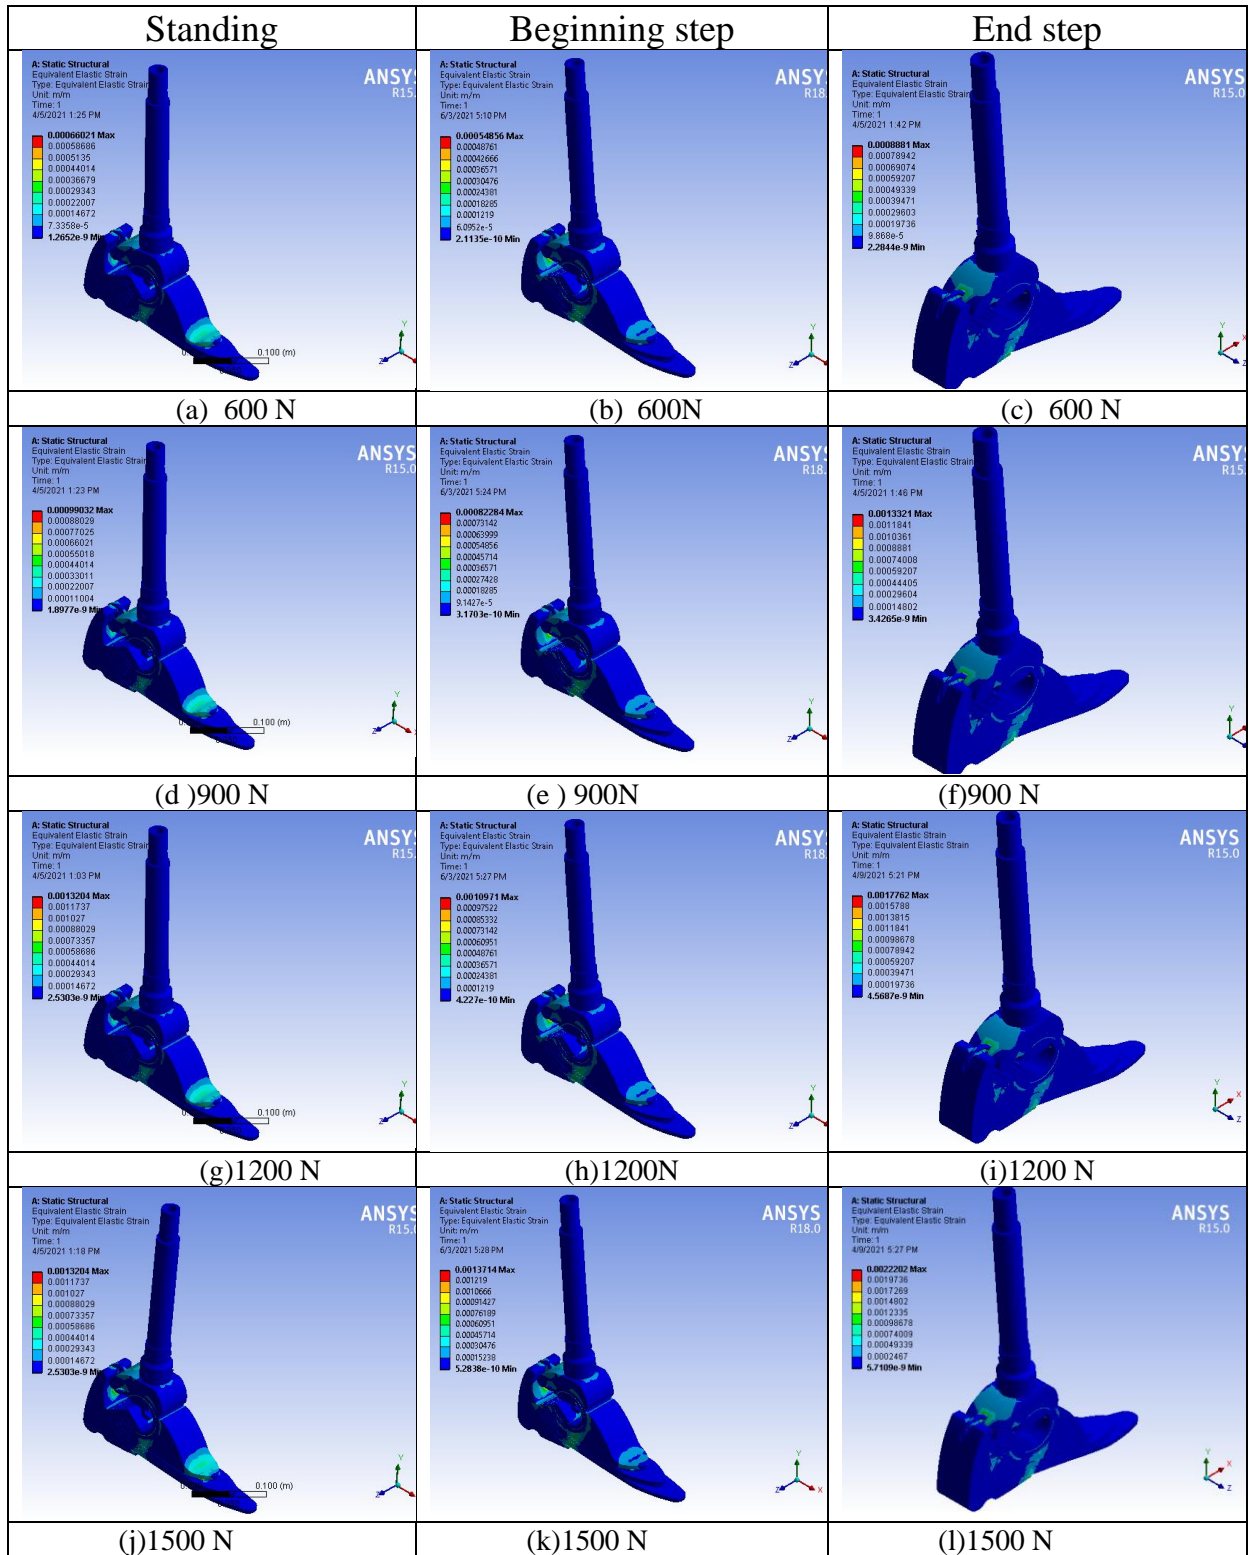 Standing
Beginning step
End step
A: Static Structural
Equivalent Elastic Strain
Type: Equivalent Elastic Strain
Unit: m/m
Time: 1
4/5/2021 1:25 PM
0.00066021 Max
0.00058686
0.0005135
0.00044014
0.00036679
0.00029343
0.00022007
0.00014672
7.3358e-5
1.2652e-9 Min
ANSYS
R15.
0.100 (m)
Y
Z
A: Static Structural
Equivalent Elastic Strain
Type: Equivalent Elastic Strain
Unit: m/m
Time: 1
6/3/2021 5:10 PM
0.00054856 Max
0.00048761
0.00042666
0.00036571
0.00030476
0.00024381
0.00018285
0.0001219
6.0952e-5
2.1135e-10 Min
ANSYS
R18.
Y
Z
A: Static Structural
Equivalent Elastic Strain
Type: Equivalent Elastic Strain
Unit: m/m
Time: 1
4/5/2021 1:42 PM
0.0008881 Max
0.00078942
0.00069074
0.00059207
0.00049339
0.00039471
0.00029603
0.00019736
9.868e-5
2.2844e-9 Min
ANSYS
R15.0
Y
X
Z
(a) 600 N
(b) 600N
(c) 600 N
A: Static Structural
Equivalent Elastic Strain
Type: Equivalent Elastic Strain
Unit: m/m
Time: 1
4/5/2021 1:23 PM
0.00099032 Max
0.00088029
0.00077025
0.00066021
0.00055018
0.00044014
0.00033011
0.00022007
0.00011004
1.8977e-9 Min
ANSYS
R15.0
0.100 (m)
Y
Z
A: Static Structural
Equivalent Elastic Strain
Type: Equivalent Elastic Strain
Unit: m/m
Time: 1
6/3/2021 5:24 PM
0.00082284 Max
0.00073142
0.00063999
0.00054856
0.00045714
0.00036571
0.00027428
0.00018285
9.1427e-5
3.1703e-10 Min
ANSYS
R18.
Y
Z
A: Static Structural
Equivalent Elastic Strain
Type: Equivalent Elastic Strain
Unit: m/m
Time: 1
4/5/2021 1:46 PM
0.0013321 Max
0.0011841
0.0010361
0.0008881
0.00074008
0.00059207
0.00044405
0.00029604
0.00014802
3.4265e-9 Min
ANSYS
R15.
Y
(d )900 N
(e ) 900N
(f)900 N
A: Static Structural
Equivalent Elastic Strain
Type: Equivalent Elastic Strain
Unit: m/m
Time: 1
4/5/2021 1:03 PM
0.0013204 Max
0.0011737
0.001027
0.00088029
0.00073357
0.00058686
0.00044014
0.00029343
0.00014672
2.5303e-9 Min
ANSYS
R15.
0.100 (m)
Y
Z
A: Static Structural
Equivalent Elastic Strain
Type: Equivalent Elastic Strain
Unit: m/m
Time: 1
6/3/2021 5:27 PM
0.0010971 Max
0.00097522
0.00085332
0.00073142
0.00060951
0.00048761
0.00036571
0.00024381
0.0001219
4.227e-10 Min
ANSYS
R18.
Y
Z
A: Static Structural
Equivalent Elastic Strain
Type: Equivalent Elastic Strain
Unit: m/m
Time: 1
4/9/2021 5:21 PM
0.0017762 Max
0.0015788
0.0013815
0.0011841
0.00098678
0.00078942
0.00059207
0.00039471
0.00019736
4.5687e-9 Min
ANSYS
R15.0
Y
X
Z
(g)1200 N
(h)1200N
(i)1200 N
A: Static Structural
Equivalent Elastic Strain
Type: Equivalent Elastic Strain
Unit: m/m
Time: 1
4/5/2021 1:18 PM
0.0013204 Max
0.0011737
0.001027
0.00088029
0.00073357
0.00058686
0.00044014
0.00029343
0.00014672
2.5303e-9 Min
ANSYS
R15.
0.100 (m)
Y
Z
A: Static Structural
Equivalent Elastic Strain
Type: Equivalent Elastic Strain
Unit: m/m
Time: 1
6/3/2021 5:28 PM
0.0013714 Max
0.001219
0.0010666
0.00091427
0.00076189
0.00060951
0.00045714
0.00030476
0.00015238
5.2838e-10 Min
ANSYS
R18.0
Y
Z
X
A: Static Structural
Equivalent Elastic Strain
Type: Equivalent Elastic Strain
Unit: m/m
Time: 1
4/9/2021 5:27 PM
0.0022202 Max
0.0019736
0.0017269
0.0014802
0.0012335
0.00098678
0.00074009
0.00049339
0.0002467
5.7109e-9 Min
ANSYS
R15.0
Y
X
Z
(j)1500 N
(k)1500 N
(l)1500 N